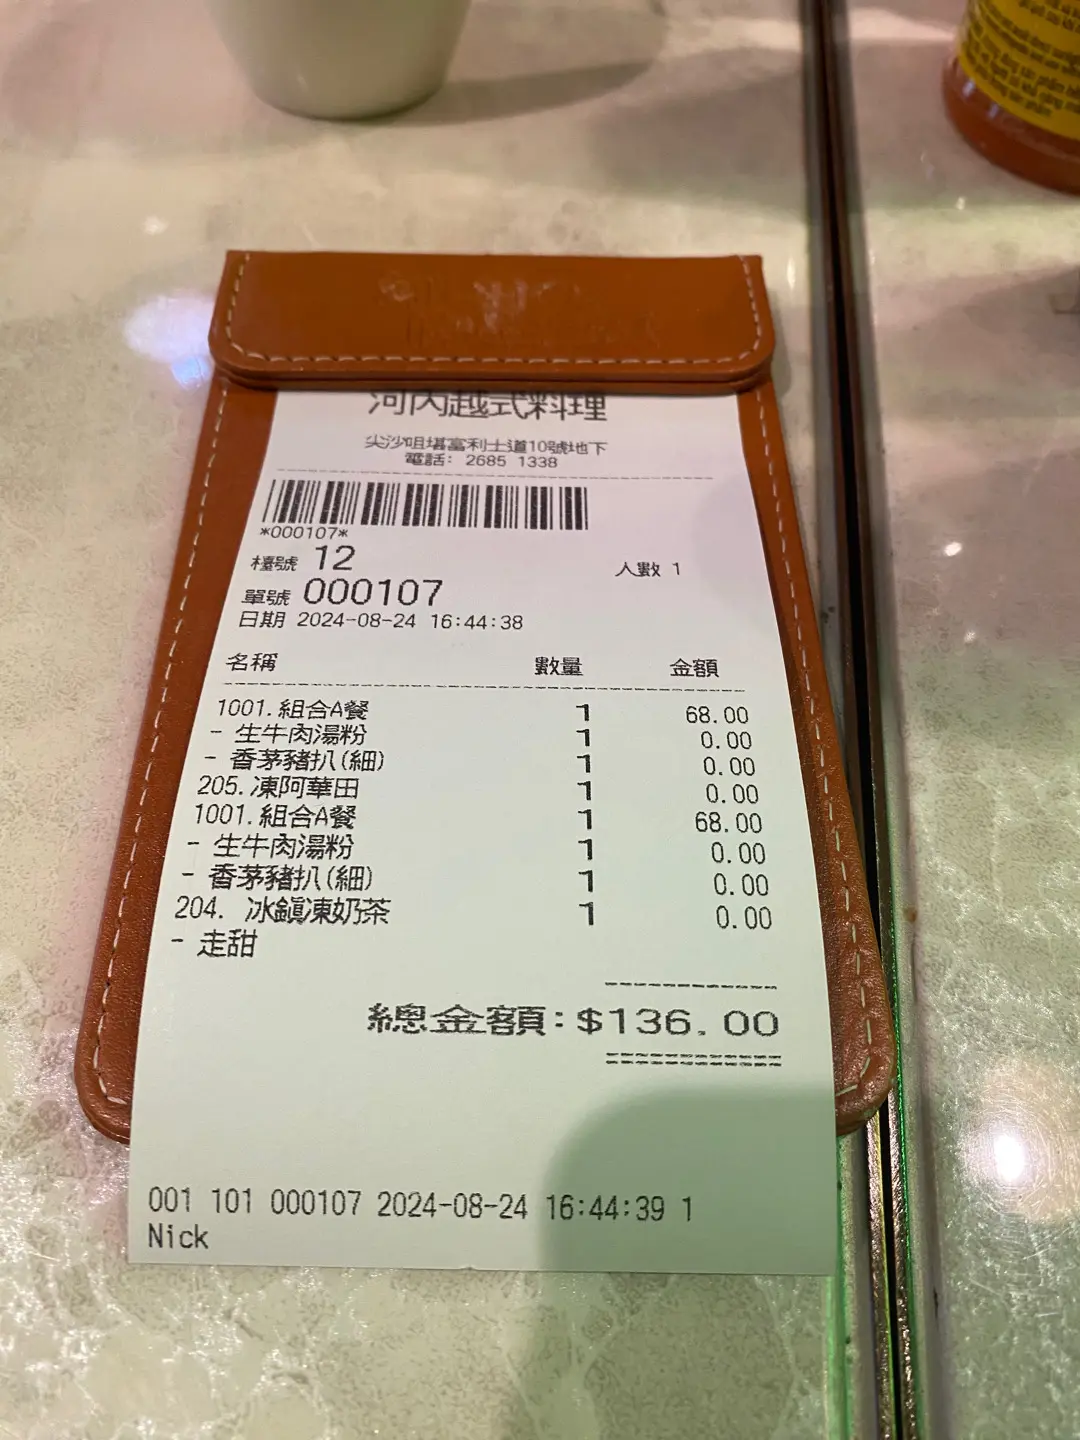 河內越式料理
尖沙咀堪富利士道10號地下
電話: 2685 1338
*000107*
檯號 12
人數 1
單號 000107
日期 2024-08-24 16:44:38
名稱 數量 金額
1001.組合A餐 1 68.00
- 生牛肉湯粉 1 0.00
- 香茅豬扒(細) 1 0.00
205.凍阿華田 1 0.00
1001.組合A餐 1 68.00
- 生牛肉湯粉 1 0.00
- 香茅豬扒(細) 1 0.00
204. 冰鎭凍奶茶 1 0.00
- 走甜
總金額:$136.00
001 101 000107 2024-08-24 16:44:39 1
Nick